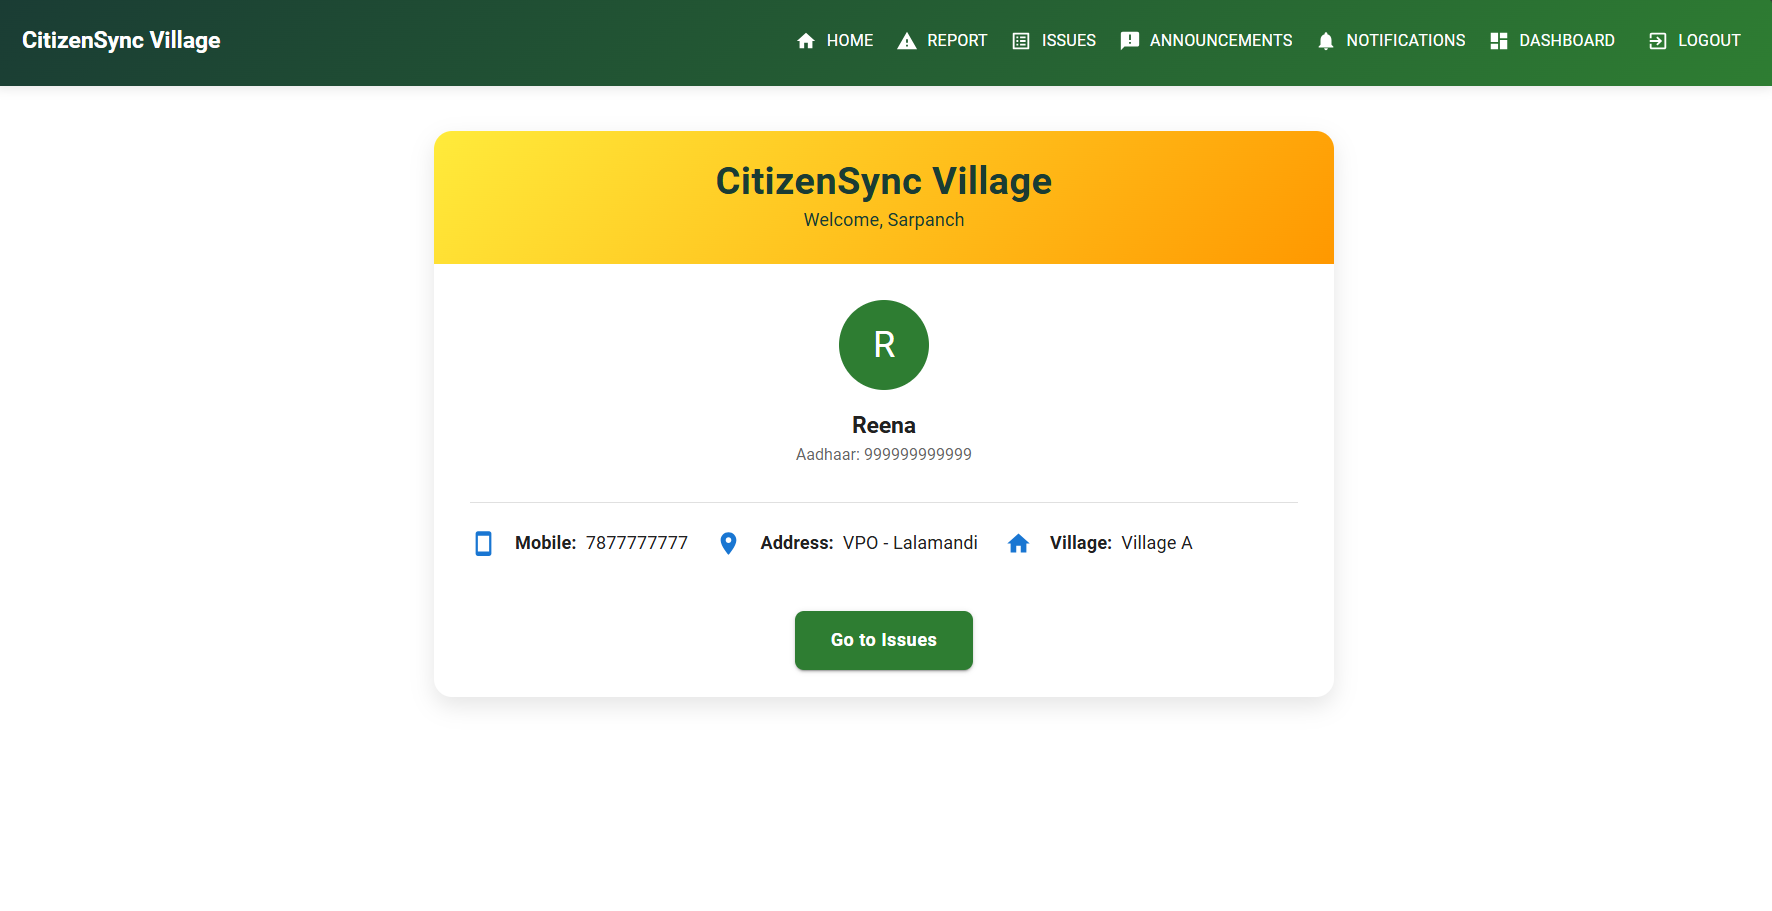 CitizenSync Village
HOME REPORT ISSUES ANNOUNCEMENTS NOTIFICATIONS DASHBOARD LOGOUT
CitizenSync Village
Welcome, Sarpanch
R
Reena
Aadhaar: 999999999999
Mobile: 7877777777 Address: VPO - Lalamandi Village: Village A
Go to Issues